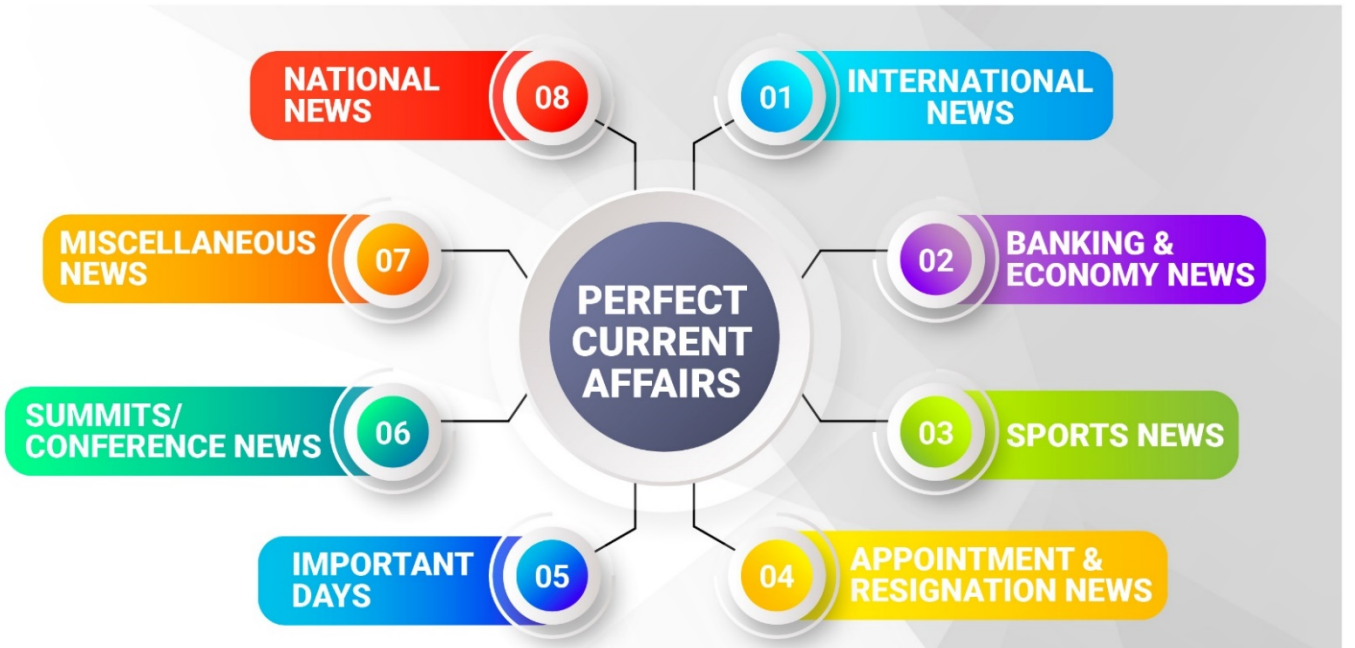 NATIONAL
NEWS
08
01
INTERNATIONAL
NEWS
MISCELLANEOUS
NEWS
07
02
BANKING &
ECONOMY NEWS
PERFECT
CURRENT
AFFAIRS
SUMMITS/
CONFERENCE NEWS
06
03
SPORTS NEWS
IMPORTANT
DAYS
05
04
APPOINTMENT &
RESIGNATION NEWS